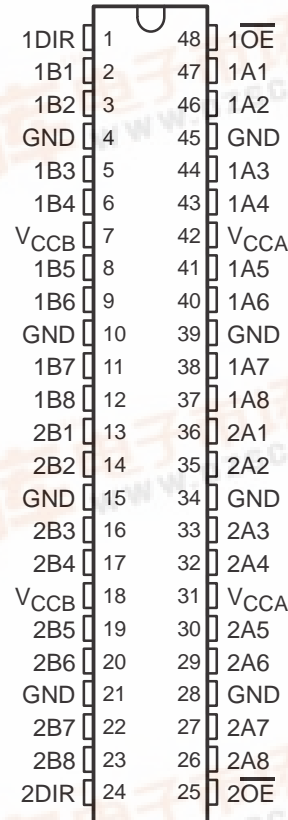 1DIR 1 48 1OE
1B1 2 47 1A1
1B2 3 46 1A2
GND 4 45 GND
1B3 5 44 1A3
1B4 6 43 1A4
VCCB 7 42 VCCA
1B5 8 41 1A5
1B6 9 40 1A6
GND 10 39 GND
1B7 11 38 1A7
1B8 12 37 1A8
2B1 13 36 2A1
2B2 14 35 2A2
GND 15 34 GND
2B3 16 33 2A3
2B4 17 32 2A4
VCCB 18 31 VCCA
2B5 19 30 2A5
2B6 20 29 2A6
GND 21 28 GND
2B7 22 27 2A7
2B8 23 26 2A8
2DIR 24 25 2OE